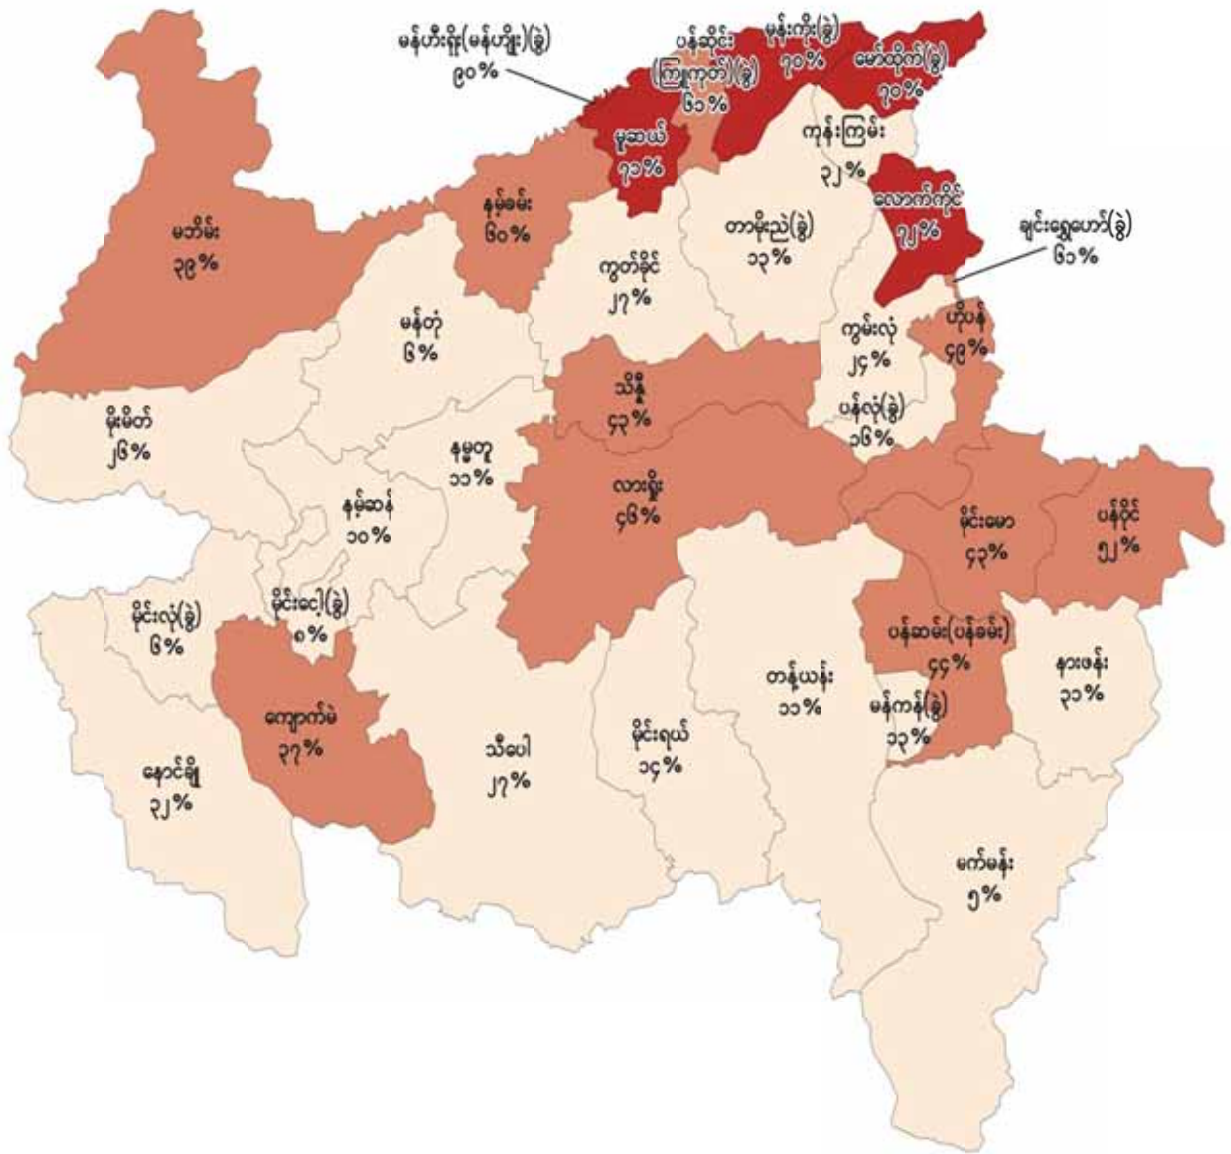 မန်ဟီးရိုး(မန်ဟျိုး)(ခွဲ)
၉၀%
ပန်ဆိုင်း
(ကြူကုတ်)(ခွဲ)
၆၁%
မုန်းကိုး(ခွဲ)
၇၀%
မော်ထိုက်(ခွဲ)
၇၀%
မူဆယ်
၇၁%
ကုန်းကြမ်း
၃၂%
လောက်ကိုင်
၇၂%
ချင်းရွှေဟော်(ခွဲ)
၆၁%
မဘိမ်း
၃၉%
နမ့်ခမ်း
၆၀%
တာမိုးညဲ(ခွဲ)
၁၃%
ကွတ်ခိုင်
၂၇%
မန်တုံ
၆%
ကွမ်းလုံ
၂၄%
ဟိုပန်
၄၉%
သိန္နီ
၄၃%
ပန်လုံ(ခွဲ)
၁၆%
မိုးမိတ်
၂၆%
နမ္မတူ
၁၁%
လားရှိုး
၄၆%
နမ့်ဆန်
၁၀%
မိုင်းမော
၄၃%
ပန်ဝိုင်
၅၂%
မိုင်းလုံ(ခွဲ)
၆%
မိုင်းငေါ့(ခွဲ)
၈%
ပန်ဆမ်း(ပန်ခမ်း)
၄၄%
နားဖန်း
၃၁%
တန့်ယန်း
၁၁%
မန်ကန်(ခွဲ)
၁၃%
ကျောက်မဲ
၃၇%
မိုင်းရယ်
၁၄%
သီပေါ
၂၇%
နောင်ချို
၃၂%
မက်မန်း
၅%